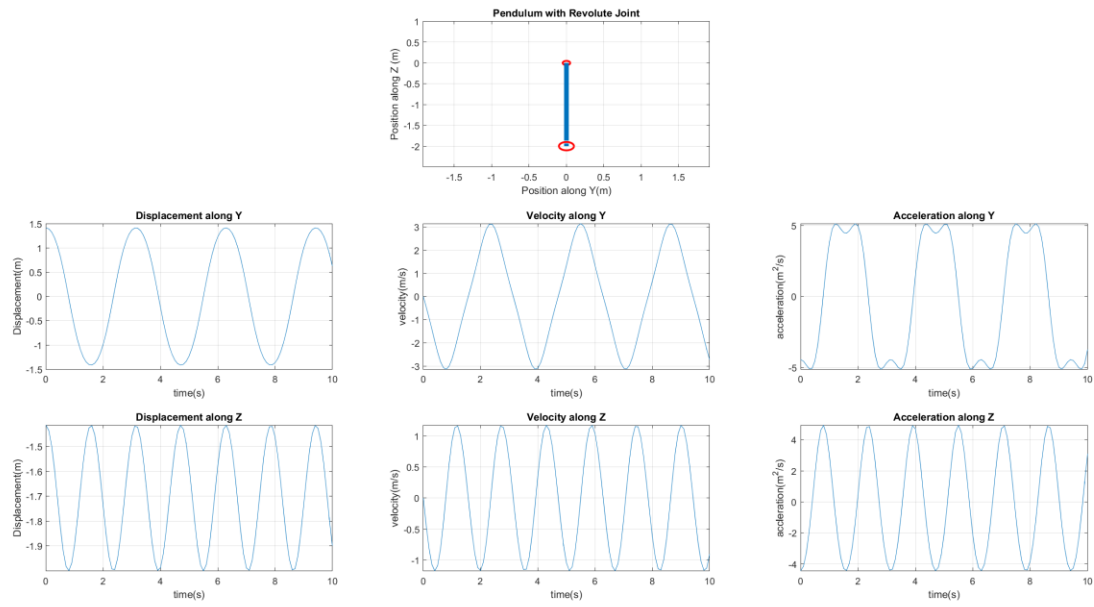 Pendulum with Revolute Joint
Position along Z (m)
1
0.5
0
-0.5
-1
-1.5
-2
-1.5 -1 -0.5 0 0.5 1 1.5
Position along Y(m)
Displacement along Y
Displacement(m)
1.5
1
0.5
0
-0.5
-1
-1.5
0 2 4 6 8 10
time(s)
Velocity along Y
velocity(m/s)
3
2
1
0
-1
-2
-3
0 2 4 6 8 10
time(s)
Acceleration along Y
acceleration(m²/s)
5
0
-5
0 2 4 6 8 10
time(s)
Displacement along Z
Displacement(m)
-1.5
-1.6
-1.7
-1.8
-1.9
0 2 4 6 8 10
time(s)
Velocity along Z
velocity(m/s)
1
0.5
0
-0.5
-1
0 2 4 6 8 10
time(s)
Acceleration along Z
accleration(m²/s)
4
2
0
-2
-4
0 2 4 6 8 10
time(s)